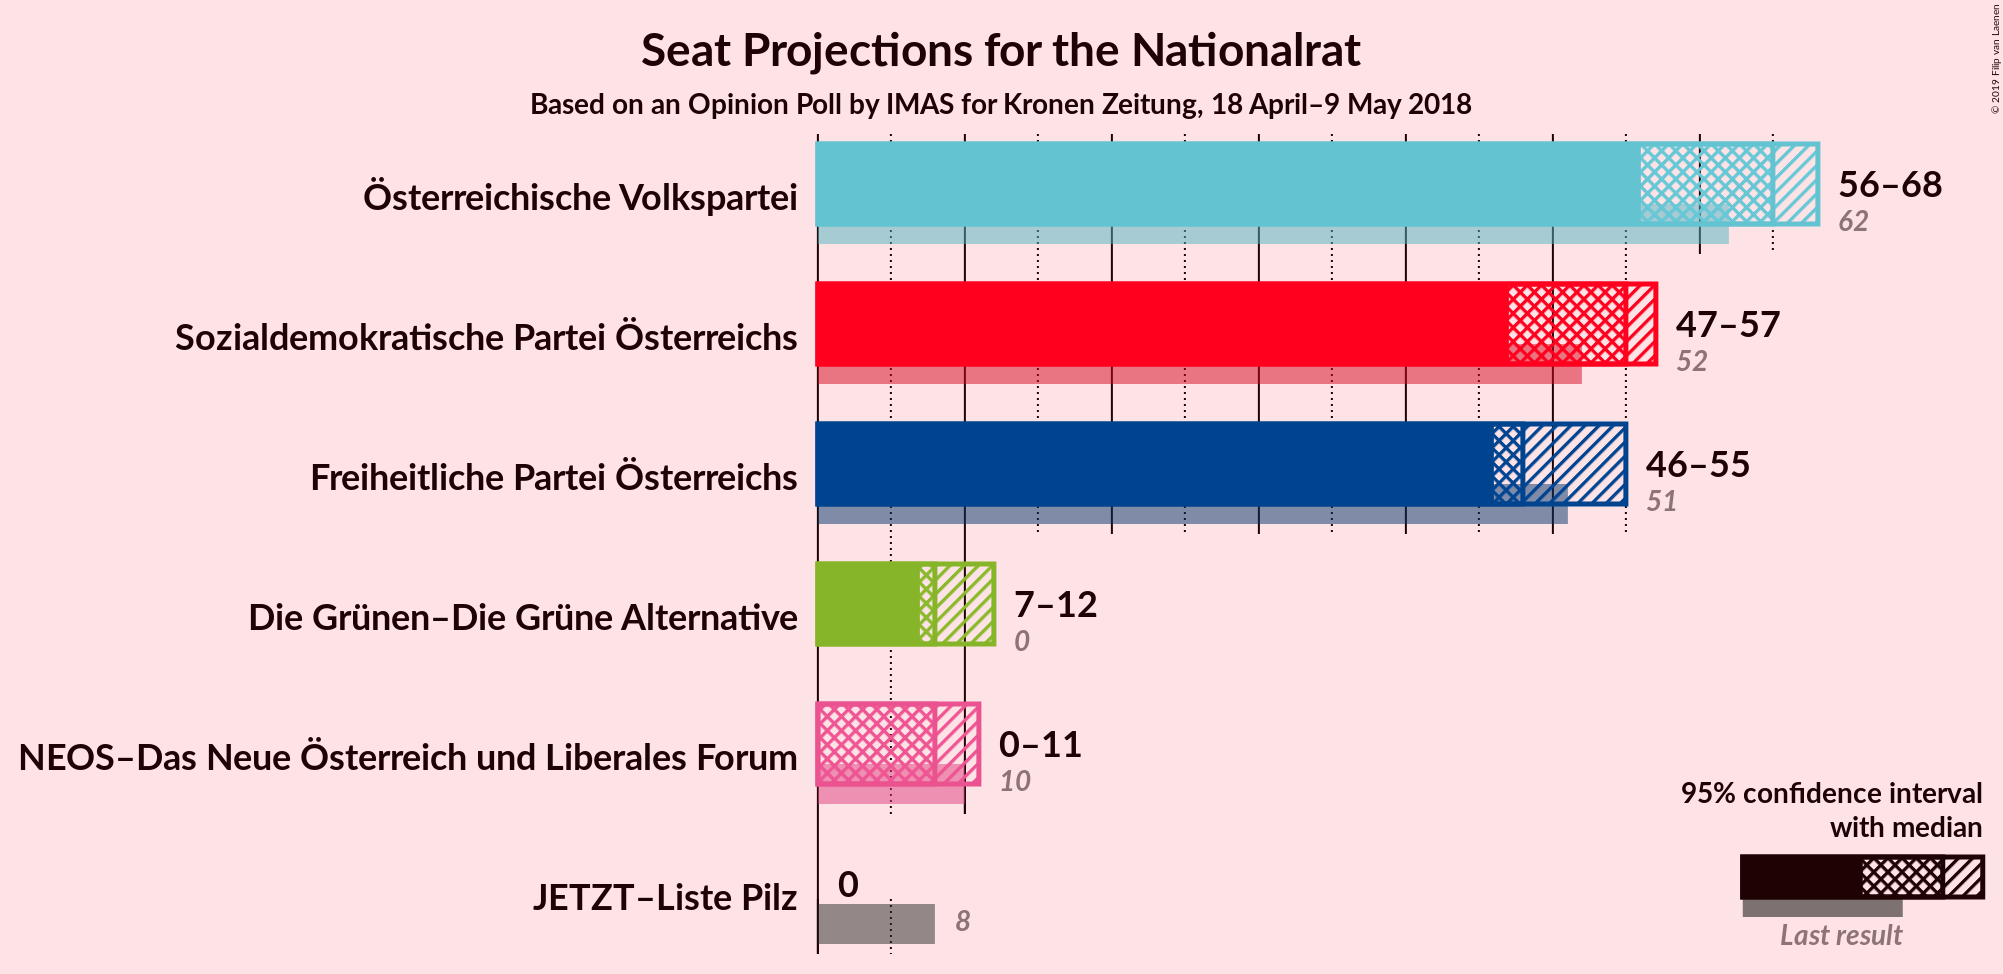 Seat Projections for the Nationalrat
Based on an Opinion Poll by IMAS for Kronen Zeitung, 18 April–9 May 2018
© 2019 Filip van Laenen
Österreichische Volkspartei
56–68
62
Sozialdemokratische Partei Österreichs
47–57
52
Freiheitliche Partei Österreichs
46–55
51
Die Grünen–Die Grüne Alternative
7–12
0
NEOS–Das Neue Österreich und Liberales Forum
0–11
10
JETZT–Liste Pilz
0
8
95% confidence interval
with median
Last result